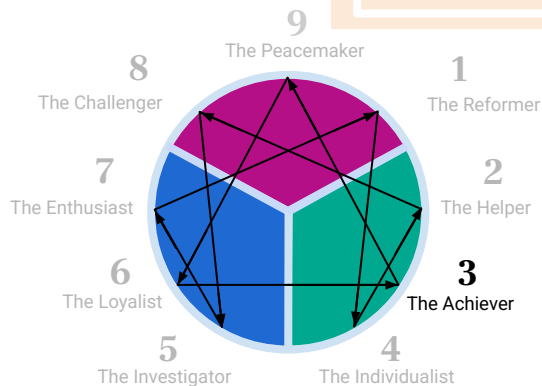 9
The Peacemaker
8
The Challenger
1
The Reformer
7
The Enthusiast
2
The Helper
6
The Loyalist
3
The Achiever
5
The Investigator
4
The Individualist